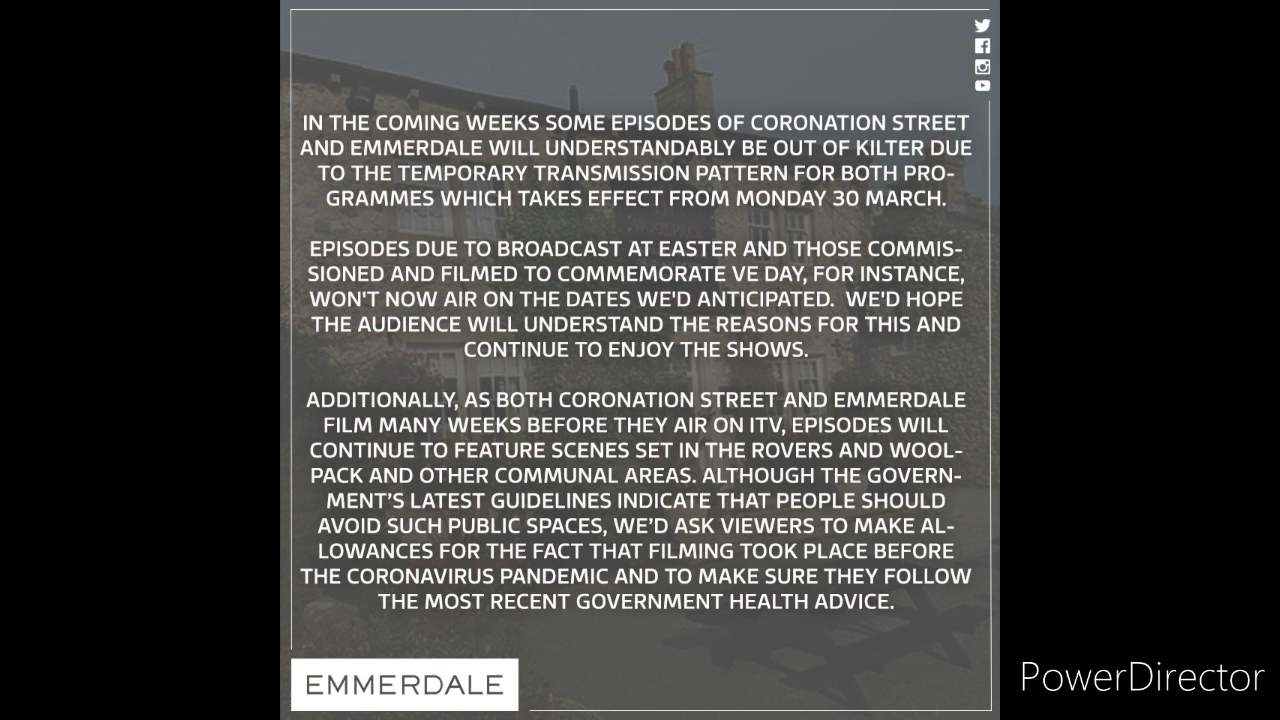 IN THE COMING WEEKS SOME EPISODES OF CORONATION STREET
AND EMMERDALE WILL UNDERSTANDABLY BE OUT OF KILTER DUE
TO THE TEMPORARY TRANSMISSION PATTERN FOR BOTH PRO-
GRAMMES WHICH TAKES EFFECT FROM MONDAY 30 MARCH.
EPISODES DUE TO BROADCAST AT EASTER AND THOSE COMMIS-
SIONED AND FILMED TO COMMEMORATE VE DAY, FOR INSTANCE,
WON'T NOW AIR ON THE DATES WE'D ANTICIPATED.  WE'D HOPE
THE AUDIENCE WILL UNDERSTAND THE REASONS FOR THIS AND
CONTINUE TO ENJOY THE SHOWS.
ADDITIONALLY, AS BOTH CORONATION STREET AND EMMERDALE
FILM MANY WEEKS BEFORE THEY AIR ON ITV, EPISODES WILL
CONTINUE TO FEATURE SCENES SET IN THE ROVERS AND WOOL-
PACK AND OTHER COMMUNAL AREAS. ALTHOUGH THE GOVERN-
MENT’S LATEST GUIDELINES INDICATE THAT PEOPLE SHOULD
AVOID SUCH PUBLIC SPACES, WE’D ASK VIEWERS TO MAKE AL-
LOWANCES FOR THE FACT THAT FILMING TOOK PLACE BEFORE
THE CORONAVIRUS PANDEMIC AND TO MAKE SURE THEY FOLLOW
THE MOST RECENT GOVERNMENT HEALTH ADVICE.
EMMERDALE
PowerDirector